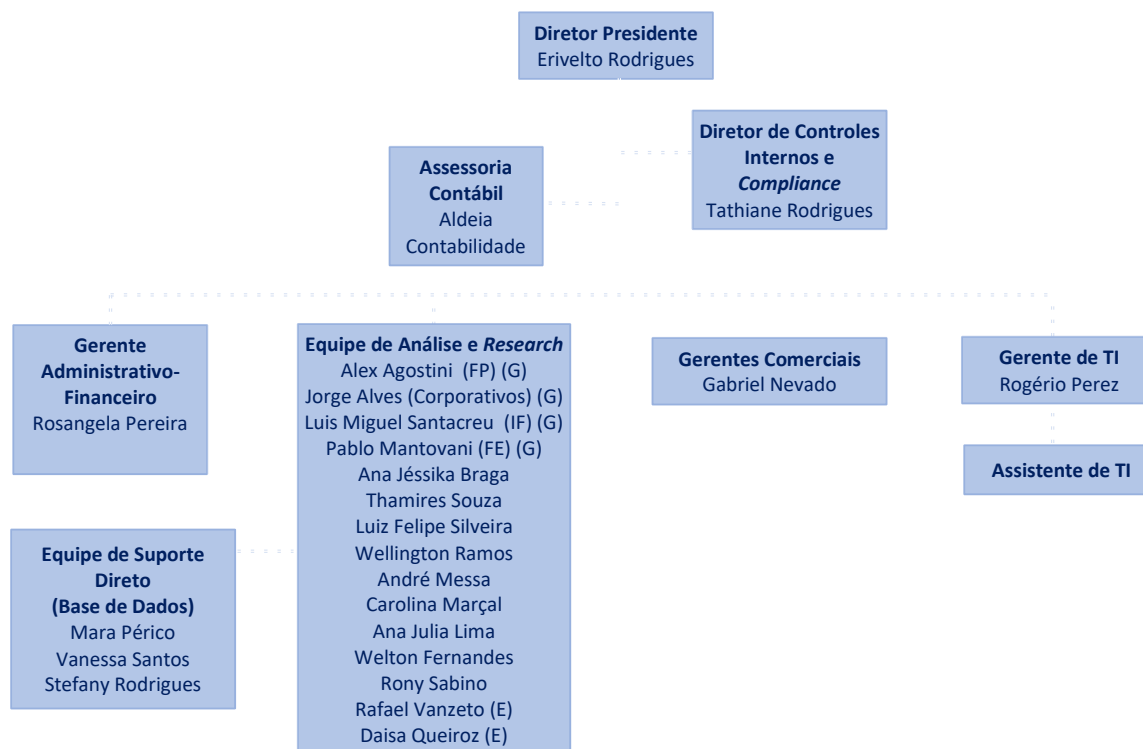 Diretor Presidente
Erivelto Rodrigues
Diretor de Controles
Internos e
Compliance
Tathiane Rodrigues
Assessoria
Contábil
Aldeia
Contabilidade
Gerente
Administrativo-
Financeiro
Rosangela Pereira
Equipe de Análise e Research
Alex Agostini (FP) (G)
Jorge Alves (Corporativos) (G)
Luis Miguel Santacreu (IF) (G)
Pablo Mantovani (FE) (G)
Ana Jéssika Braga
Thamires Souza
Luiz Felipe Silveira
Wellington Ramos
André Messa
Carolina Marçal
Ana Julia Lima
Welton Fernandes
Rony Sabino
Rafael Vanzeto (E)
Daisa Queiroz (E)
Gerentes Comerciais
Gabriel Nevado
Gerente de TI
Rogério Perez
Assistente de TI
Equipe de Suporte
Direto
(Base de Dados)
Mara Périco
Vanessa Santos
Stefany Rodrigues